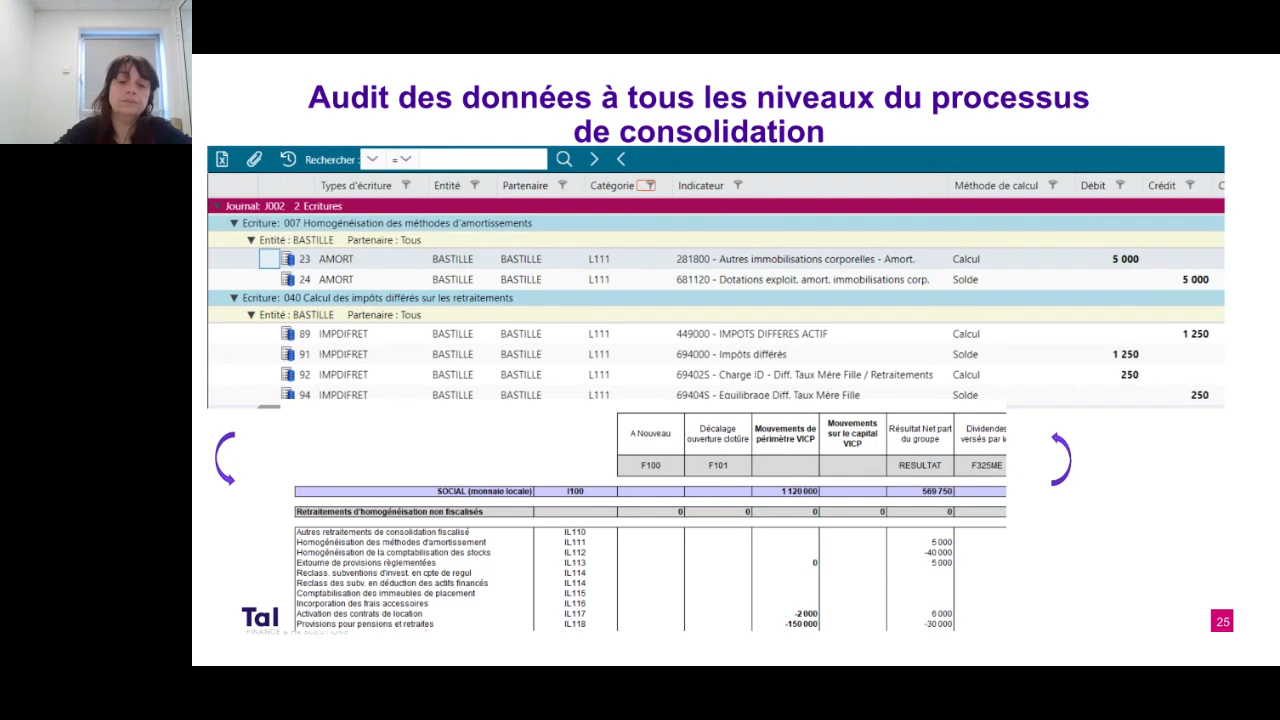 Audit des données à tous les niveaux du processus
de consolidation
Rechercher : =
Types d'écriture Entité Partenaire Catégorie Indicateur Méthode de calcul Débit Crédit C
Journal: J002 2 Ecritures
Ecriture: 007 Homogénéisation des méthodes d'amortissements
Entité : BASTILLE Partenaire : Tous
23 AMORT BASTILLE BASTILLE L111 281800 - Autres immobilisations corporelles - Amort. Calcul 5 000
24 AMORT BASTILLE BASTILLE L111 681120 - Dotations exploit. amort. immobilisations corp. Solde 5 000
Ecriture: 040 Calcul des impôts différés sur les retraitements
Entité : BASTILLE Partenaire : Tous
89 IMPDIFRET BASTILLE BASTILLE L111 449000 - IMPOTS DIFFERES ACTIF Calcul 1 250
91 IMPDIFRET BASTILLE BASTILLE L111 694000 - Impôts différés Solde 1 250
92 IMPDIFRET BASTILLE BASTILLE L111 69402S - Charge ID - Diff. Taux Mère Fille / Retraitements Calcul 250
94 IMPDIFRET BASTILLE BASTILLE L111 69404S - Equilibrage Diff. Taux Mère Fille Solde 250
A Nouveau Décalage ouverture clotûre Mouvements de périmètre VICP Mouvements sur le capital VICP Résultat Net part du groupe Dividendes versés par
F100 F101 RESULTAT F325ME
SOCIAL (monnaie locale) I100 1 120 000 569 750
Retraitements d'homogénéisation non fiscalisés 0 0 0 0 0
Autres retraitements de consolidation fiscalisé IL110
Homogénéisation des méthodes d'amortissement IL111 5 000
Homogénéisation de la comptabilisation des stocks IL112 -40 000
Extourne de provisions règlementées IL113 0 5 000
Reclass. subventions d'invest. en cpte de regul IL114
Reclass des subv. en déduction des actifs financés IL114
Comptabilisation des immeubles de placement IL115
Incorporation des frais accessoires IL116
Activation des contrats de location IL117 -2 000 6 000
Provisions pour pensions et retraites IL118 -150 000 -30 000
Tal
FINANCE & HR SOLUTIONS
25